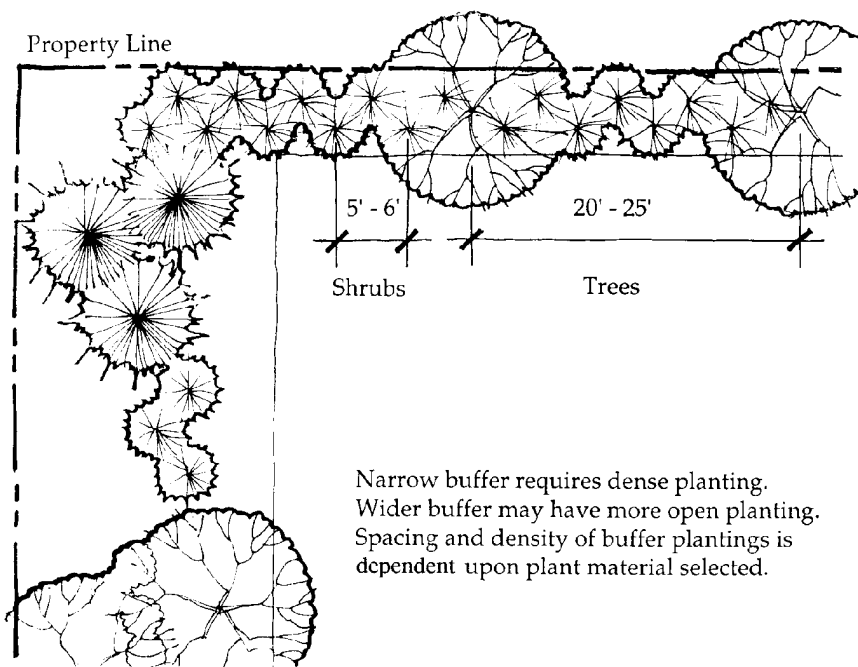 Property Line
5' - 6'
20' - 25'
Shrubs
Trees
Narrow buffer requires dense planting.
Wider buffer may have more open planting.
Spacing and density of buffer plantings is
dependent upon plant material selected.